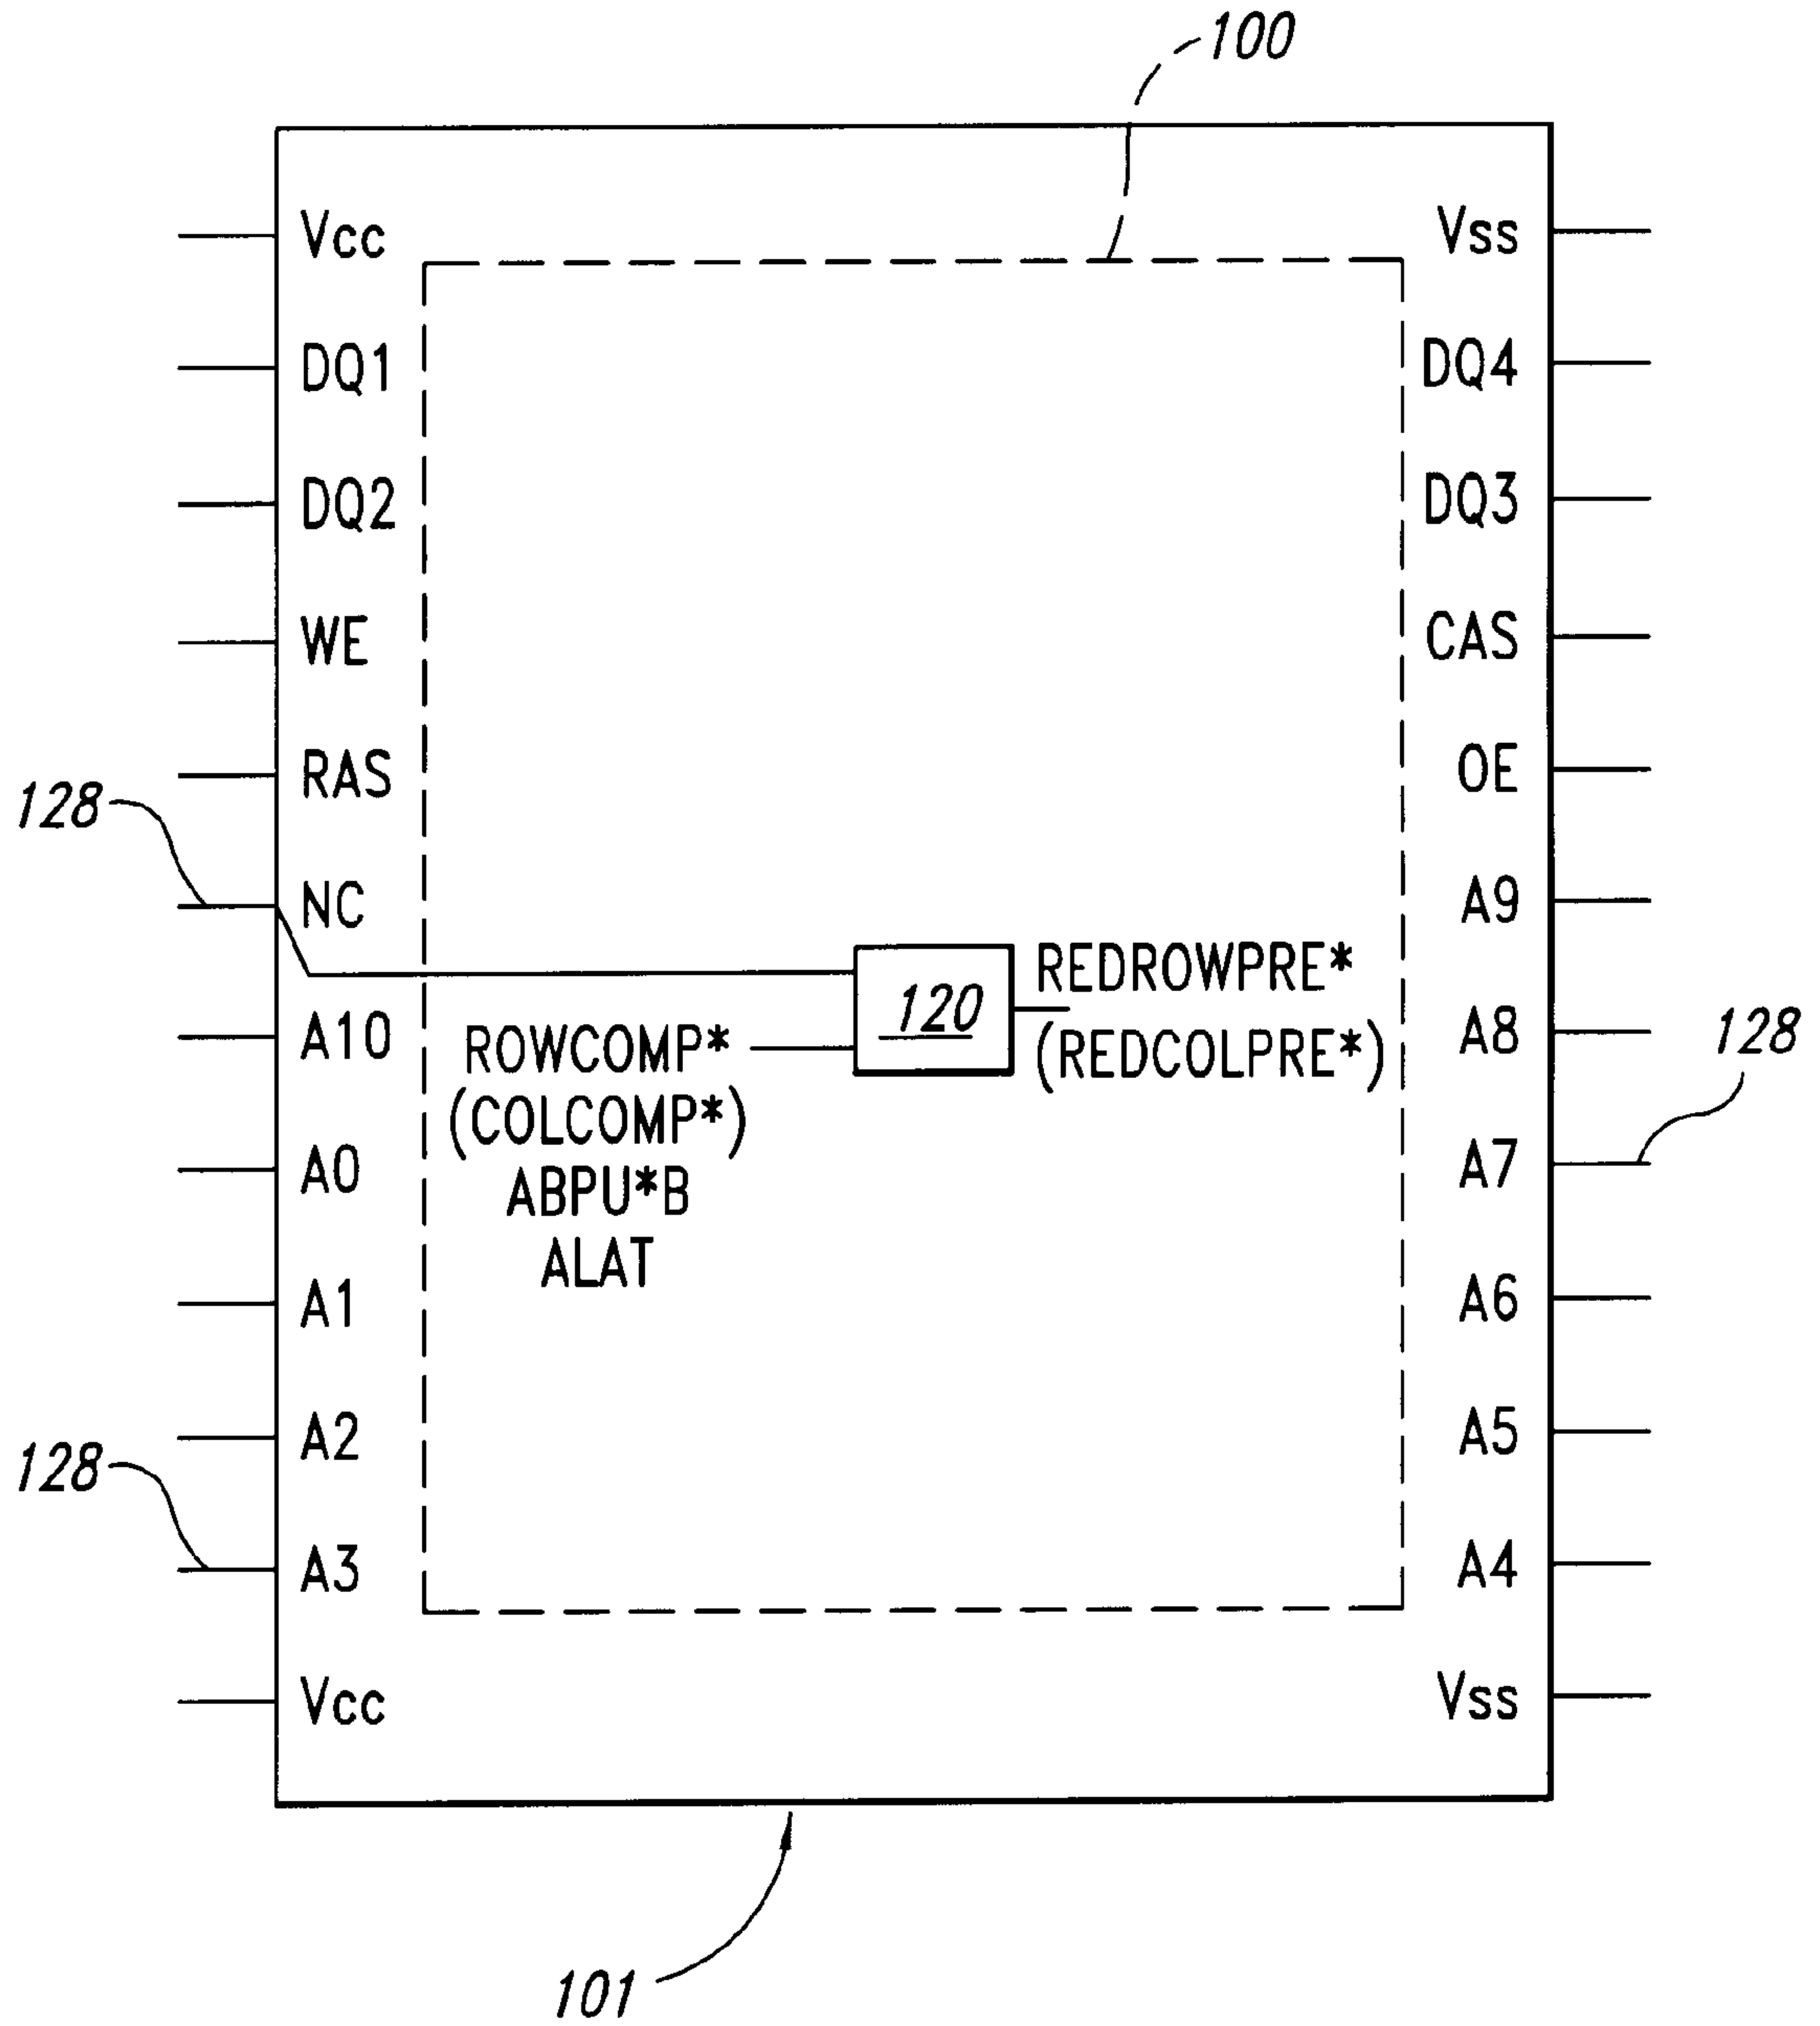 100
Vcc Vss
DQ1 DQ4
DQ2 DQ3
WE CAS
RAS OE
128
NC A9
REDROWPRE*
120
A10 A8
128
ROWCOMP* (REDCOLPRE*)
(COLCOMP*)
A0 A7
ABPU*B
ALAT
A1 A6
A2 A5
128
A3 A4
Vcc Vss
101